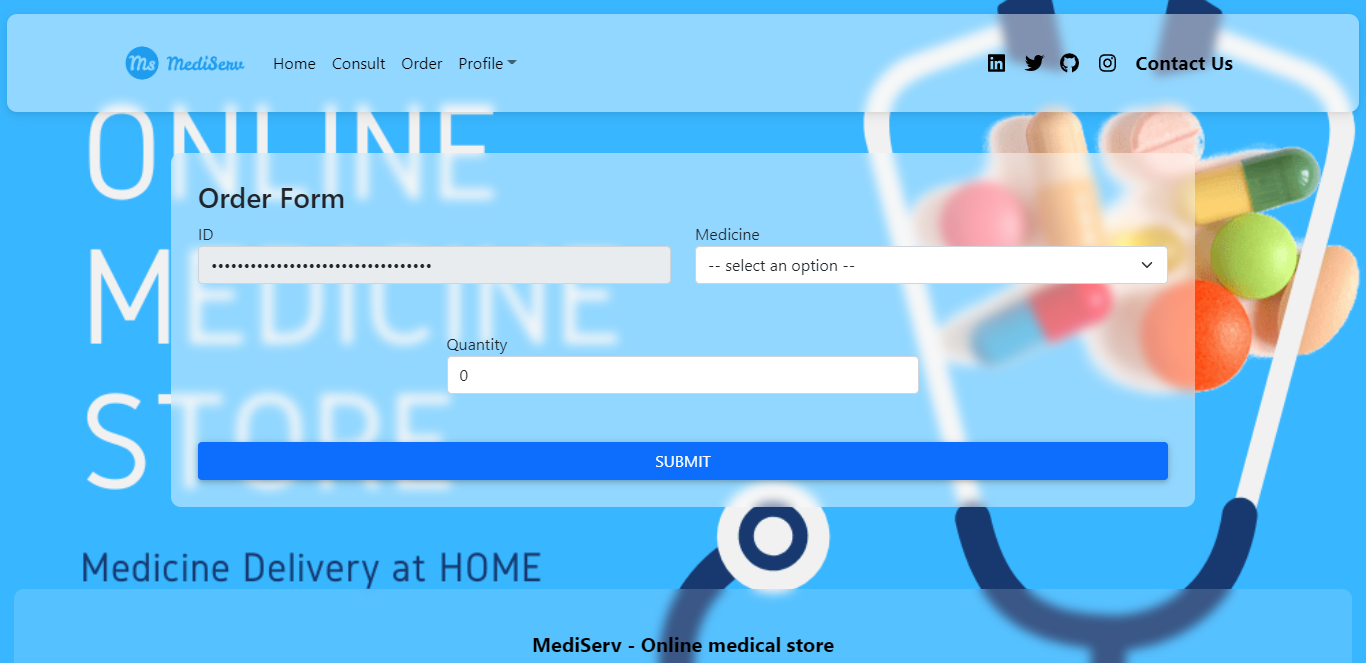 Ms MediServ Home Consult Order Profile Contact Us
ONLINE
Order Form
ID Medicine
•••••••••••••••••••••••••••••••••• -- select an option --
MEDICINE
Quantity
0
STORE
SUBMIT
Medicine Delivery at HOME
MediServ - Online medical store